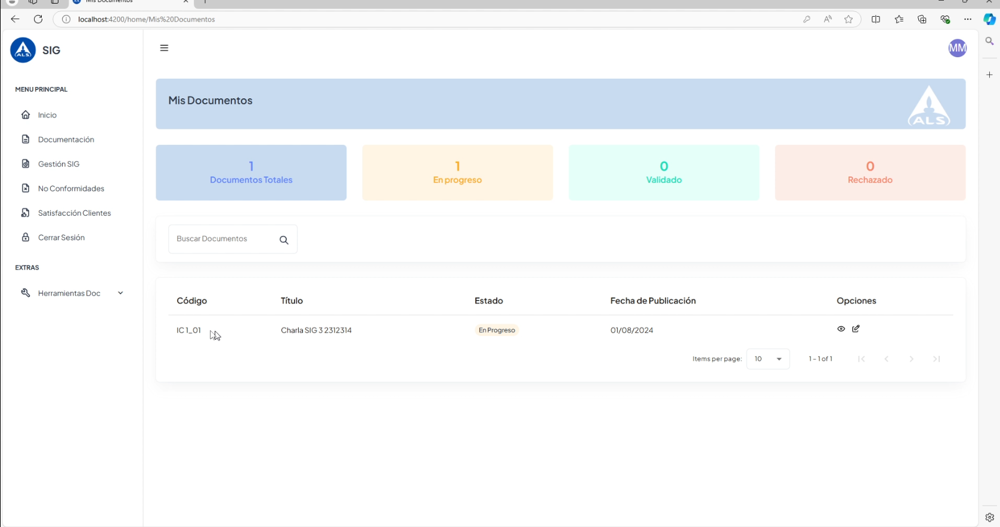 Mis Documentos
localhost:4200/home/Mis%20Documentos
ALS
SIG
MM
MENU PRINCIPAL
Inicio
Documentación
Gestión SIG
No Conformidades
Satisfacción Clientes
Cerrar Sesión
EXTRAS
Herramientas Doc
Mis Documentos
ALS
1
Documentos Totales
1
En progreso
0
Validado
0
Rechazado
Buscar Documentos
Código Título Estado Fecha de Publicación Opciones
IC 1_01 Charla SIG 3 2312314 En Progreso 01/08/2024
Items per page: 10 1 – 1 of 1